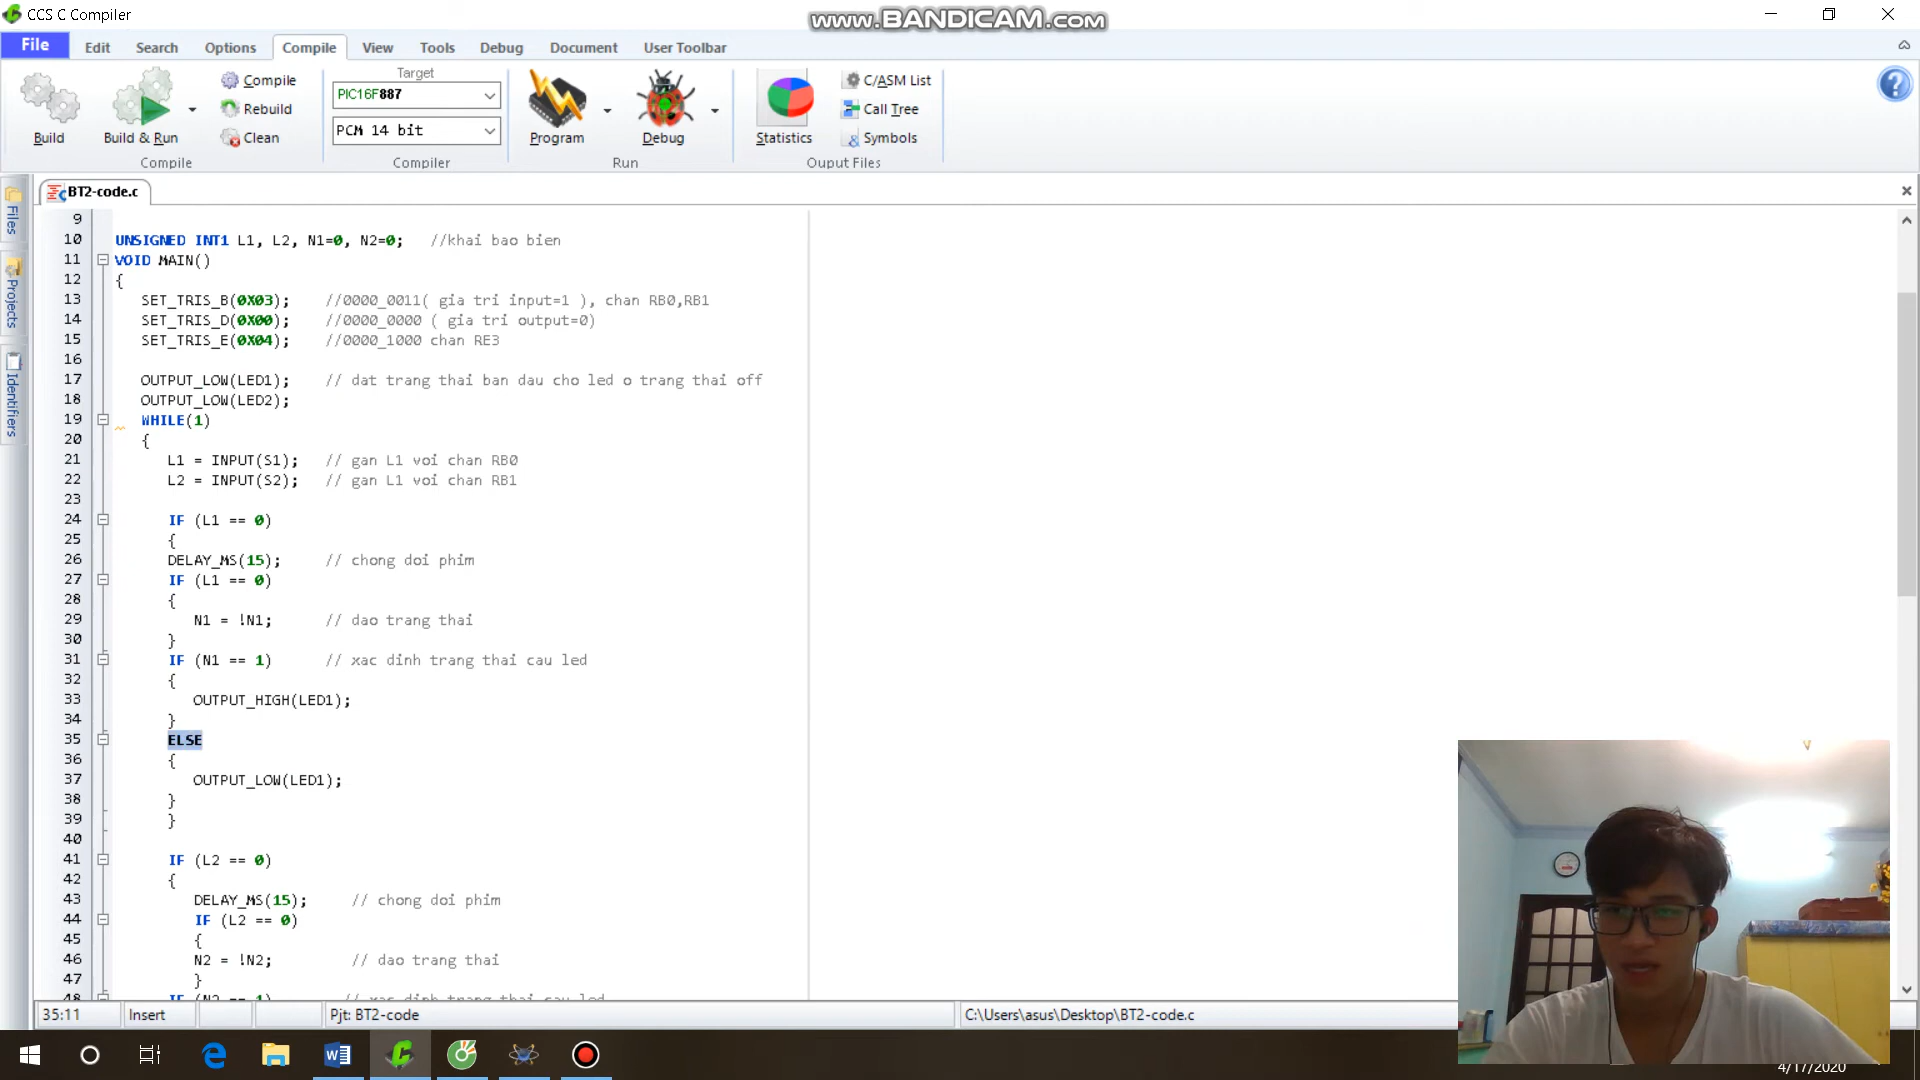 CCS C Compiler
www.BANDICAM.com
File
Edit
Search
Options
Compile
View
Tools
Debug
Document
User Toolbar
Build
Build & Run
Compile
Rebuild
Clean
Compile
Target
PIC16F887
PCM 14 bit
Compiler
Program
Debug
Run
Statistics
C/ASM List
Call Tree
Symbols
Ouput Files
Files
Projects
Identifiers
BT2-code.c
9
10 UNSIGNED INT1 L1, L2, N1=0, N2=0; //khai bao bien
11 VOID MAIN()
12 {
13 SET_TRIS_B(0X03); //0000_0011( gia tri input=1 ), chan RB0,RB1
14 SET_TRIS_D(0X00); //0000_0000 ( gia tri output=0)
15 SET_TRIS_E(0X04); //0000_1000 chan RE3
16
17 OUTPUT_LOW(LED1); // dat trang thai ban dau cho led o trang thai off
18 OUTPUT_LOW(LED2);
19 WHILE(1)
20 {
21 L1 = INPUT(S1); // gan L1 voi chan RB0
22 L2 = INPUT(S2); // gan L1 voi chan RB1
23
24 IF (L1 == 0)
25 {
26 DELAY_MS(15); // chong doi phim
27 IF (L1 == 0)
28 {
29 N1 = !N1; // dao trang thai
30 }
31 IF (N1 == 1) // xac dinh trang thai cau led
32 {
33 OUTPUT_HIGH(LED1);
34 }
35 ELSE
36 {
37 OUTPUT_LOW(LED1);
38 }
39 }
40
41 IF (L2 == 0)
42 {
43 DELAY_MS(15); // chong doi phim
44 IF (L2 == 0)
45 {
46 N2 = !N2; // dao trang thai
47 }
48 IF (N2 == 1) // xac dinh trang thai cau led
35:11
Insert
Pjt: BT2-code
C:\Users\asus\Desktop\BT2-code.c
4/17/2020